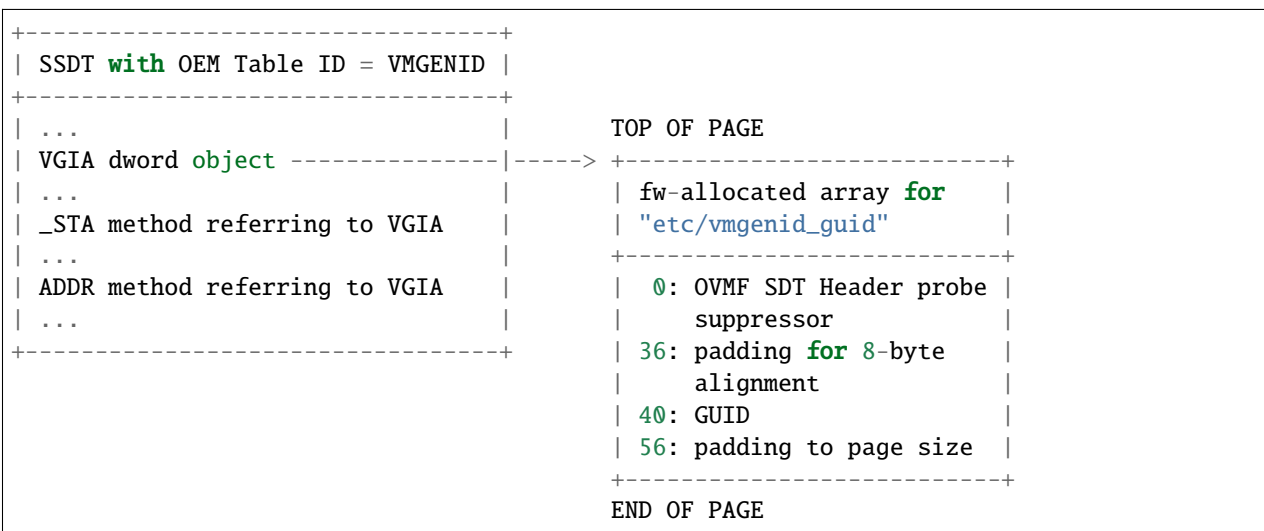 +----------------------------------+
| SSDT with OEM Table ID = VMGENID |
+----------------------------------+
| ...                              |       TOP OF PAGE
| VGIA dword object ---------------|-----> +---------------------------+
| ...                              |       | fw-allocated array for    |
| _STA method referring to VGIA    |       | "etc/vmgenid_guid"        |
| ...                              |       +---------------------------+
| ADDR method referring to VGIA    |       |  0: OVMF SDT Header probe |
| ...                              |       |     suppressor            |
+----------------------------------+       | 36: padding for 8-byte    |
                                           |     alignment             |
                                           | 40: GUID                  |
                                           | 56: padding to page size  |
                                           +---------------------------+
                                           END OF PAGE